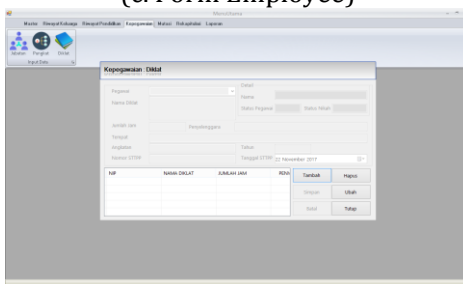 (c. Form Employee)
MenuUtama
Master Riwayat Keluarga Riwayat Pendidikan Kepegawaian Mutasi Rekapitulasi Laporan
Jabatan Pangkat Diklat
Input Data
Kepegawaian Diklat
Pegawai
Detail
Nama
Nama Diklat
Status Pegawai Status Nikah
Jumlah Jam Penyelenggara
Tempat
Angkatan Tahun
Nomor STTPP Tanggal STTPP 22 November 2017
NIP NAMA DIKLAT JUMLAH JAM
Tambah Hapus
Simpan Ubah
Batal Tutup